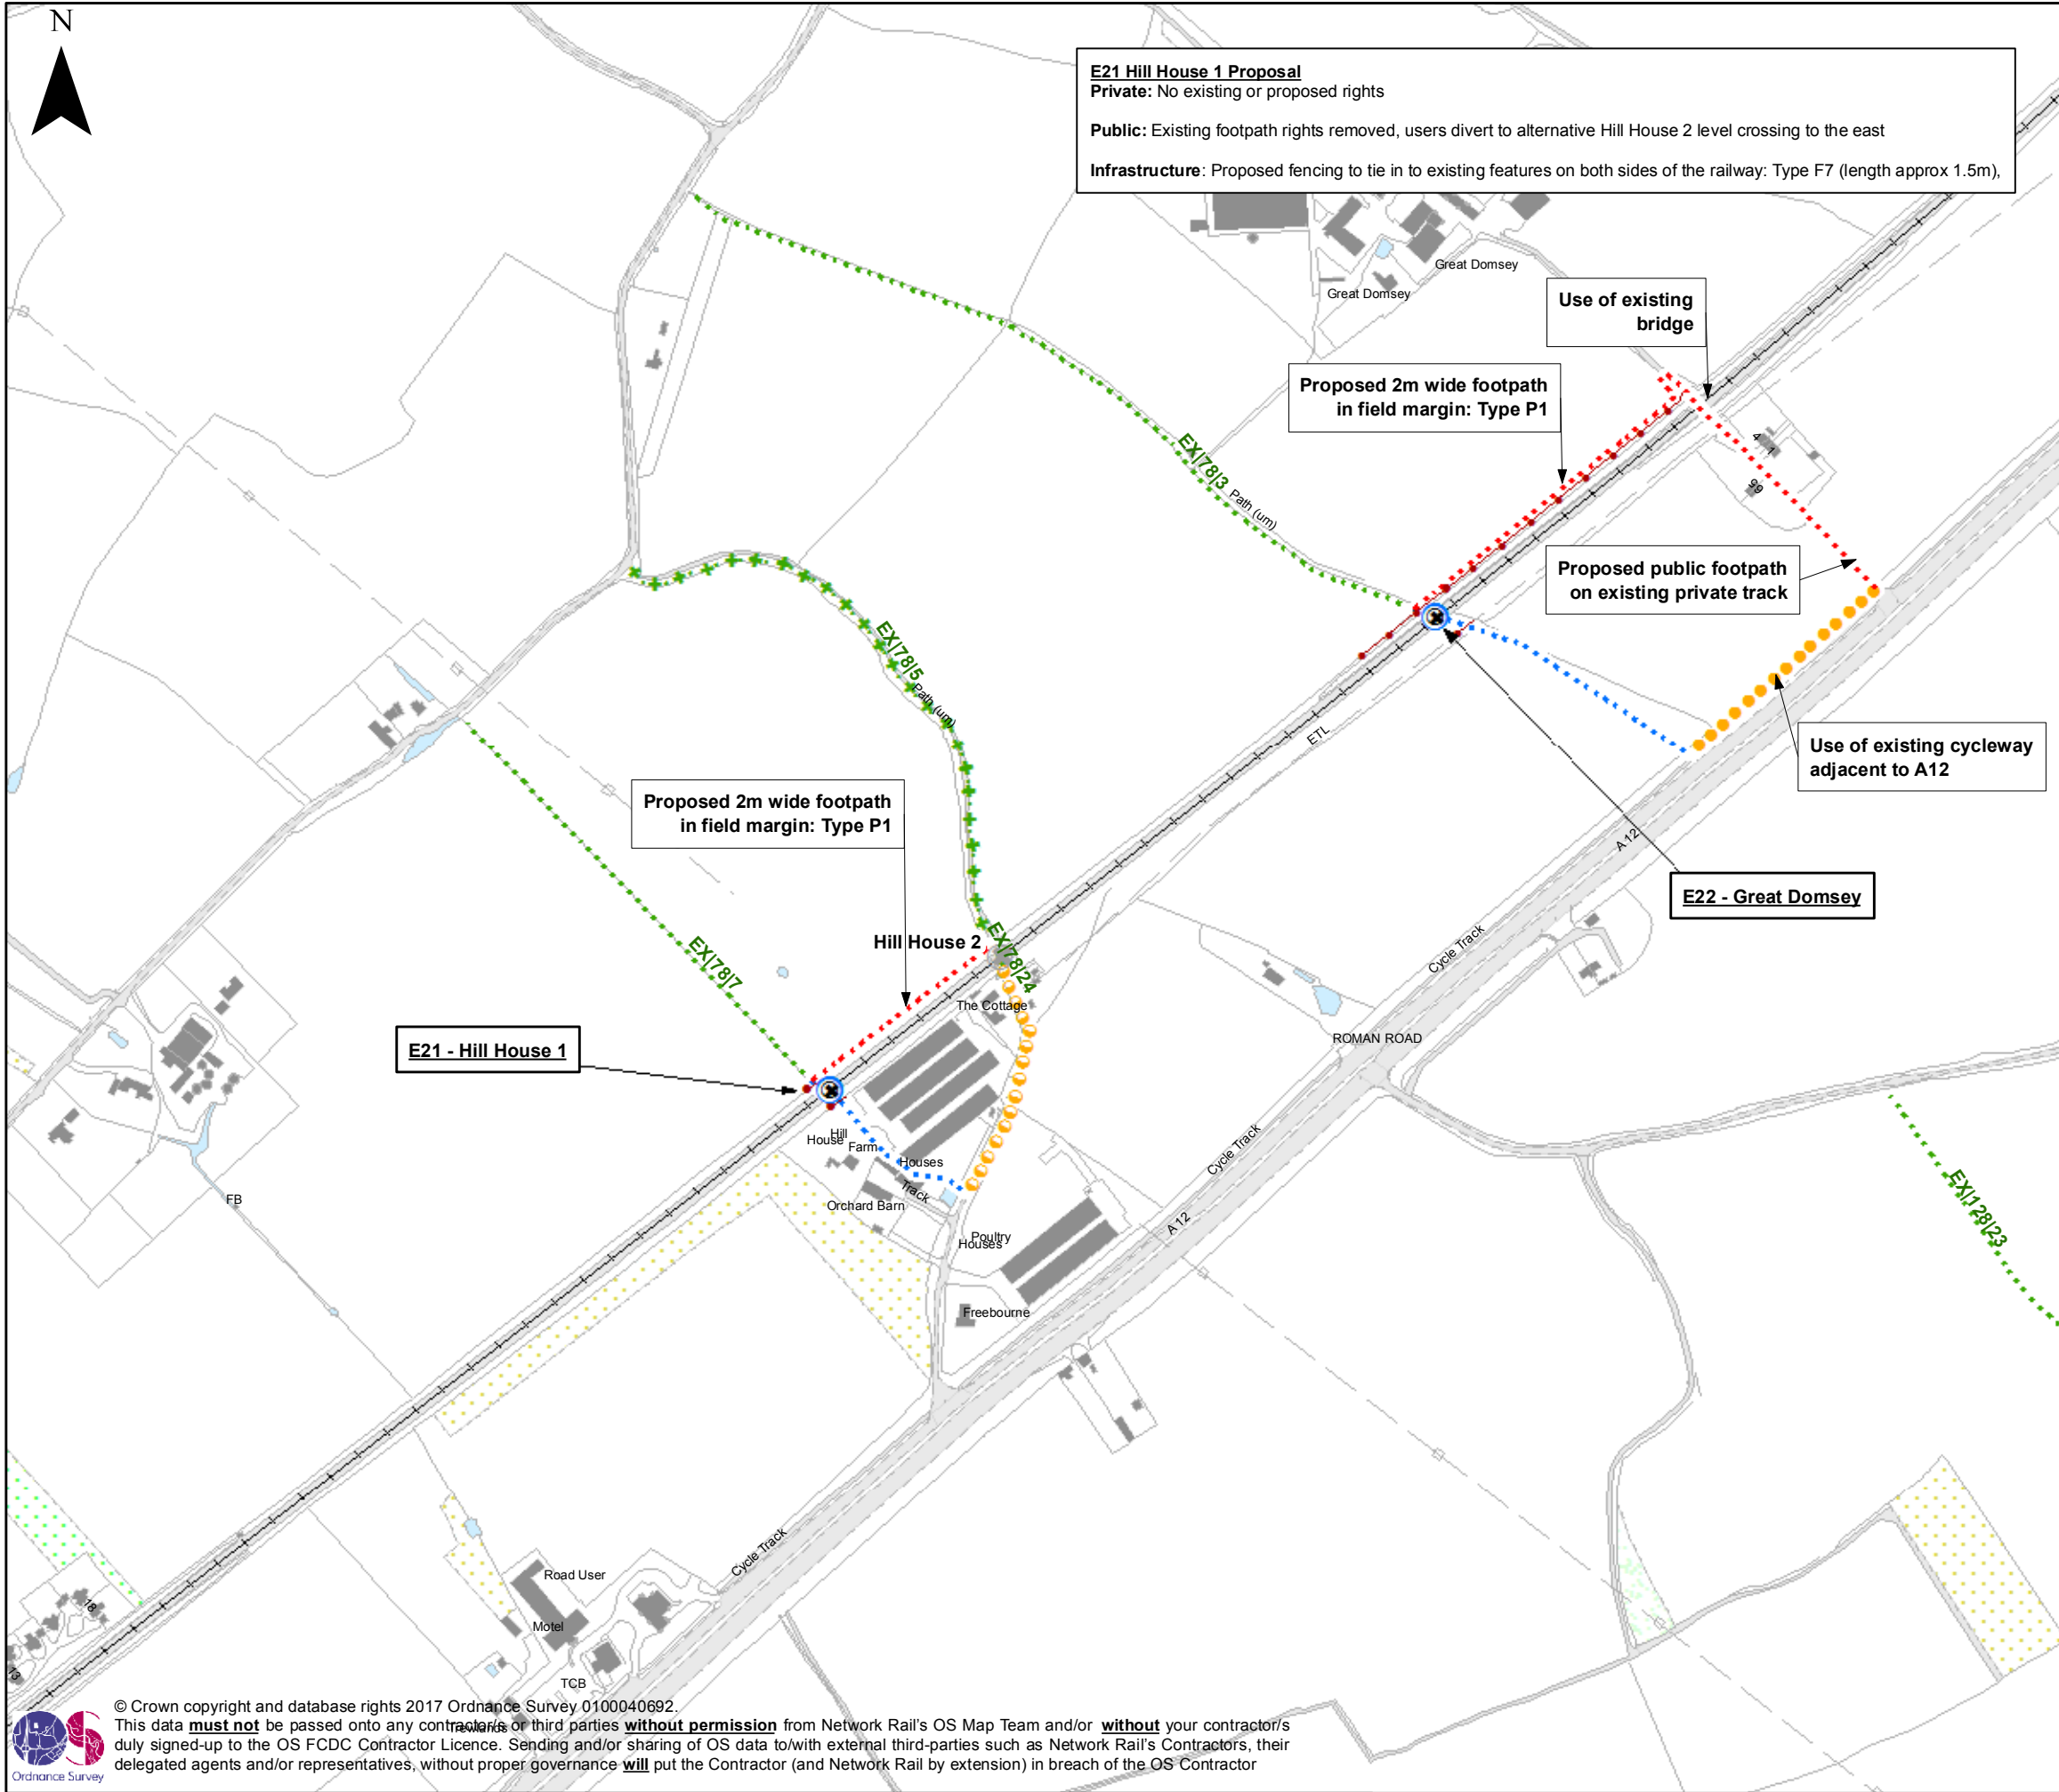 N
E21 Hill House 1 Proposal
Private: No existing or proposed rights
Public: Existing footpath rights removed, users divert to alternative Hill House 2 level crossing to the east
Infrastructure: Proposed fencing to tie in to existing features on both sides of the railway: Type F7 (length approx 1.5m),
Great Domsey
Great Domsey
Use of existing
bridge
Proposed 2m wide footpath
in field margin: Type P1
4
1
65
EX|78|3
Path (um)
Proposed public footpath
on existing private track
EX|78|5
Path (um)
ETL
Use of existing cycleway
adjacent to A12
Proposed 2m wide footpath
in field margin: Type P1
A 12
E22 - Great Domsey
Hill House 2
EX|78|24
EX|78|7
Cycle Track
The Cottage
E21 - Hill House 1
ROMAN ROAD
Hill
House
Farm
Houses
Track
Orchard Barn
Cycle Track
FB
A 12
EX|128|23
Poultry
Houses
Freebourne
Cycle Track
Road User
18
Motel
13
TCB
Trewlands
© Crown copyright and database rights 2017 Ordnance Survey 0100040692.
This data must not be passed onto any contractor/s or third parties without permission from Network Rail's OS Map Team and/or without your contractor/s
duly signed-up to the OS FCDC Contractor Licence. Sending and/or sharing of OS data to/with external third-parties such as Network Rail's Contractors, their
delegated agents and/or representatives, without proper governance will put the Contractor (and Network Rail by extension) in breach of the OS Contractor
Ordnance Survey